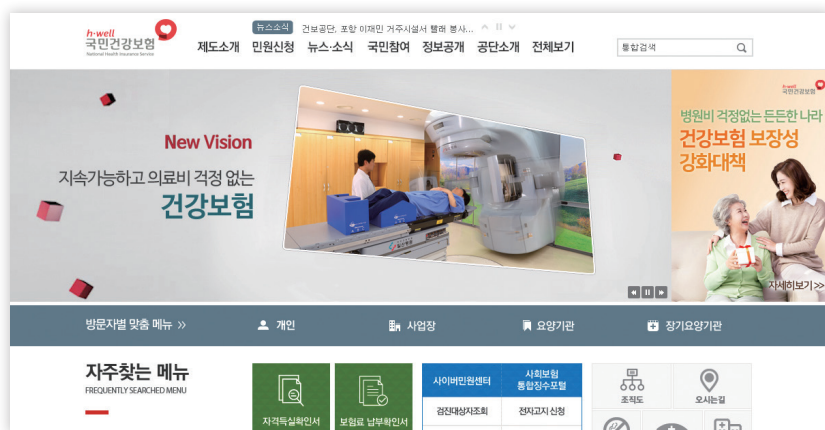 뉴스소식 건보공단, 포항 이재민 거주시설서 빨래 봉사...
h·well
국민건강보험
National Health Insurance Service
제도소개 민원신청 뉴스·소식 국민참여 정보공개 공단소개 전체보기
통합검색
New Vision
지속가능하고 의료비 걱정 없는
건강보험
h·well
국민건강보험
병원비 걱정없는 든든한 나라
건강보험 보장성
강화대책
자세히보기>>
방문자별 맞춤 메뉴 >> 개인 사업장 요양기관 장기요양기관
자주찾는 메뉴
FREQUENTLY SEARCHED MENU
자격득실확인서
보험료 납부확인서
사이버민원센터
사회보험
통합징수포털
검진대상자조회
전자고지 신청
조직도
오시는길